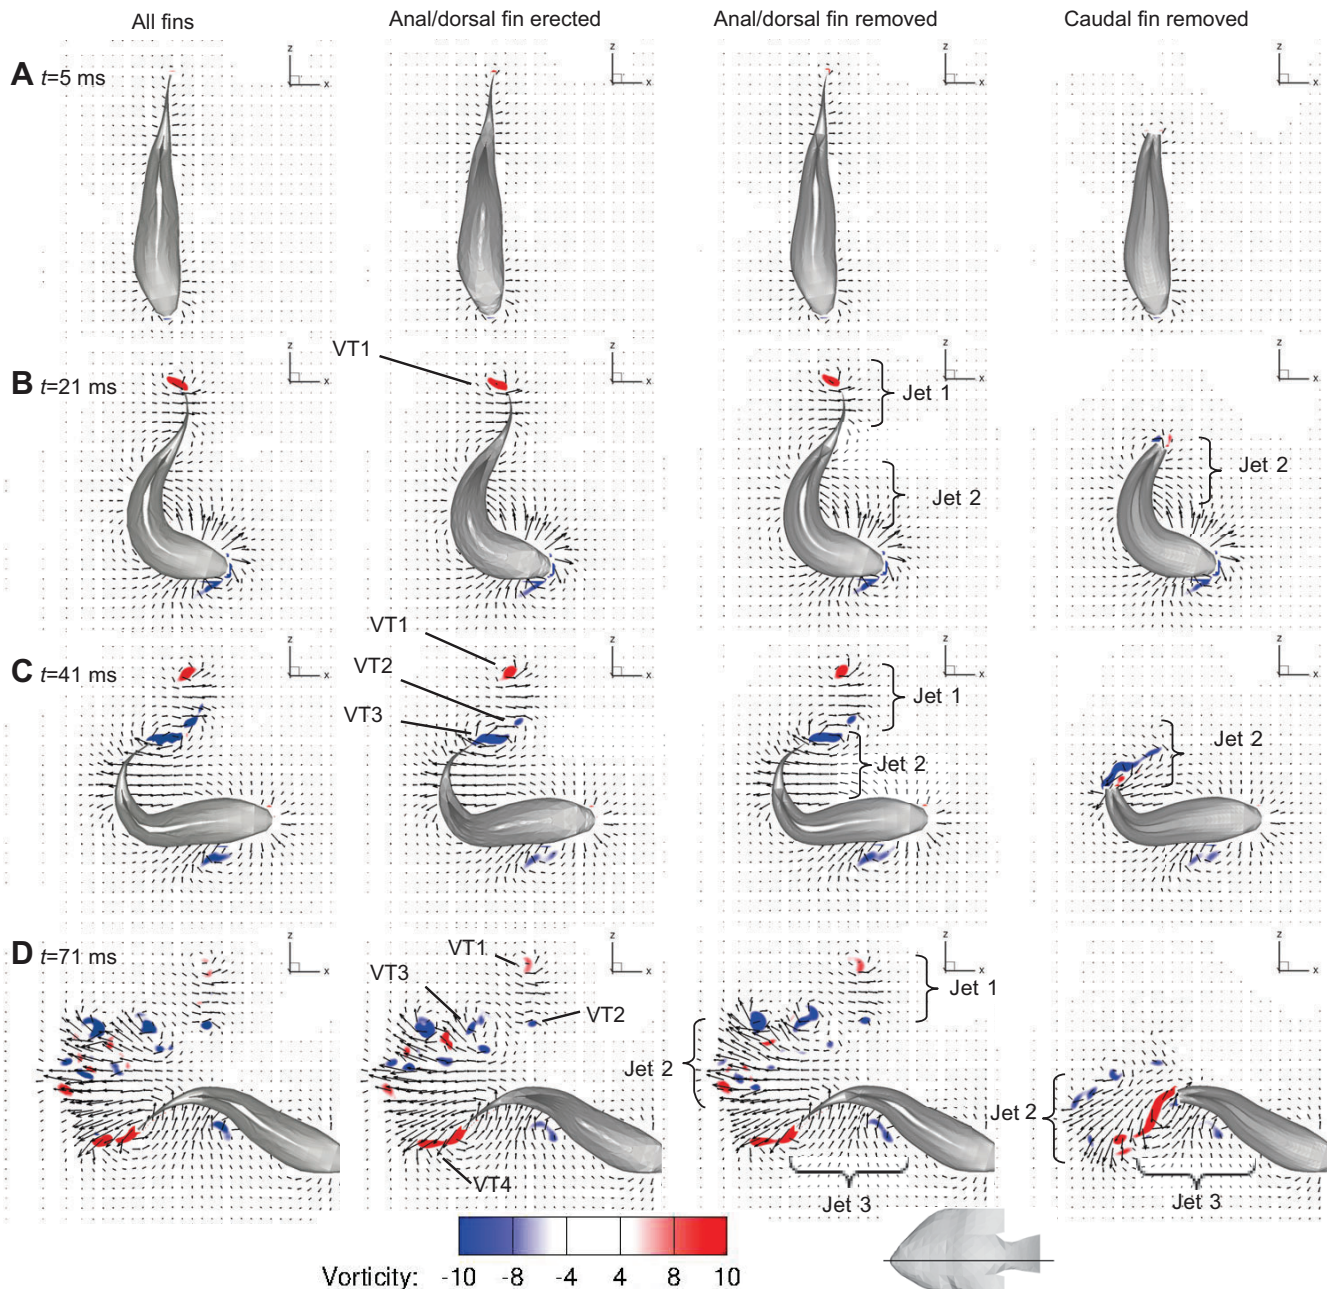 All fins Anal/dorsal fin erected Anal/dorsal fin removed Caudal fin removed
A t=5 ms
z x z x z x z x
VT1
B t=21 ms
z x z x z x z x
Jet 1
Jet 2 Jet 2
VT1
C t=41 ms
z x z x z x z x
VT2
VT3
Jet 1
Jet 2 Jet 2
D t=71 ms
z x z x z x z x
VT1
VT3
VT2
Jet 1
Jet 2 Jet 2
VT4
Jet 3 Jet 3
Vorticity: -10 -8 -4 4 8 10